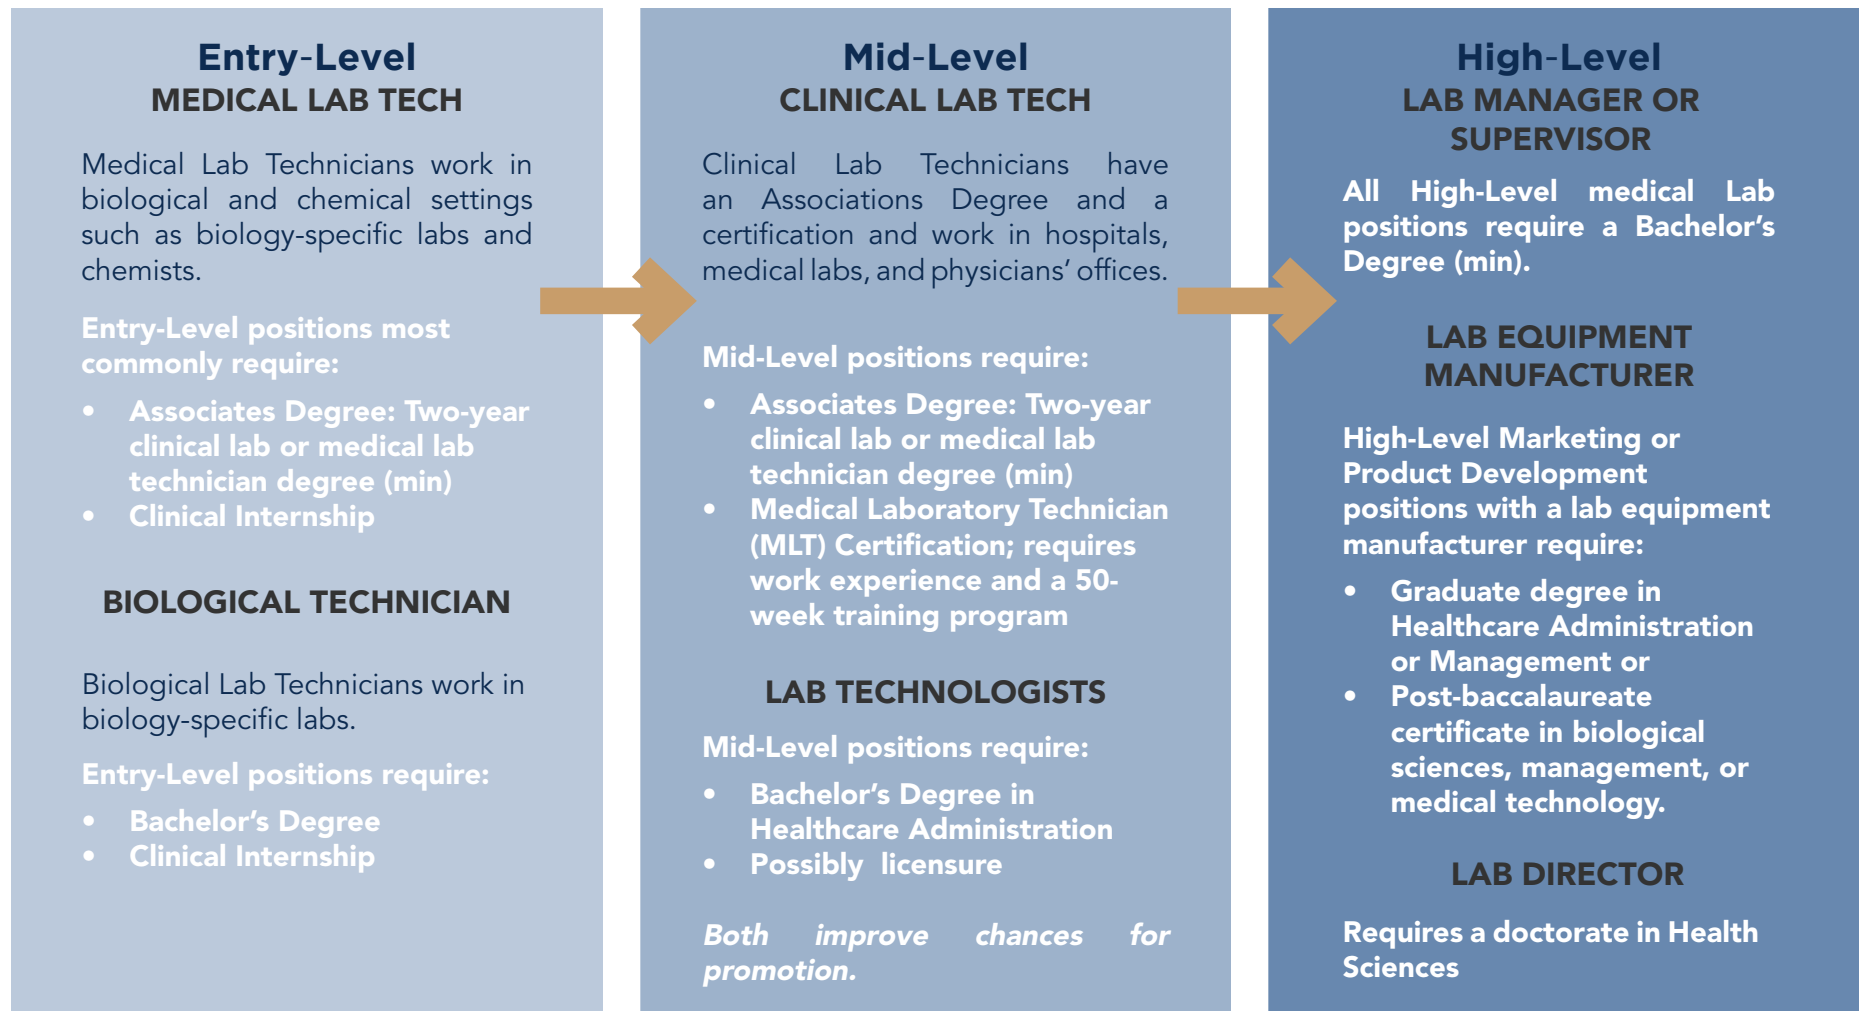 Entry-Level
MEDICAL LAB TECH
Medical Lab Technicians work in
biological and chemical settings
such as biology-specific labs and
chemists.
Entry-Level positions most
commonly require:
• Associates Degree: Two-year
clinical lab or medical lab
technician degree (min)
• Clinical Internship
BIOLOGICAL TECHNICIAN
Biological Lab Technicians work in
biology-specific labs.
Entry-Level positions require:
• Bachelor’s Degree
• Clinical Internship
Mid-Level
CLINICAL LAB TECH
Clinical Lab Technicians have
an Associations Degree and a
certification and work in hospitals,
medical labs, and physicians’ offices.
Mid-Level positions require:
• Associates Degree: Two-year
clinical lab or medical lab
technician degree (min)
• Medical Laboratory Technician
(MLT) Certification; requires
work experience and a 50-
week training program
LAB TECHNOLOGISTS
Mid-Level positions require:
• Bachelor’s Degree in
Healthcare Administration
• Possibly licensure
Both improve chances for
promotion.
High-Level
LAB MANAGER OR
SUPERVISOR
All High-Level medical Lab
positions require a Bachelor’s
Degree (min).
LAB EQUIPMENT
MANUFACTURER
High-Level Marketing or
Product Development
positions with a lab equipment
manufacturer require:
• Graduate degree in
Healthcare Administration
or Management or
• Post-baccalaureate
certificate in biological
sciences, management, or
medical technology.
LAB DIRECTOR
Requires a doctorate in Health
Sciences